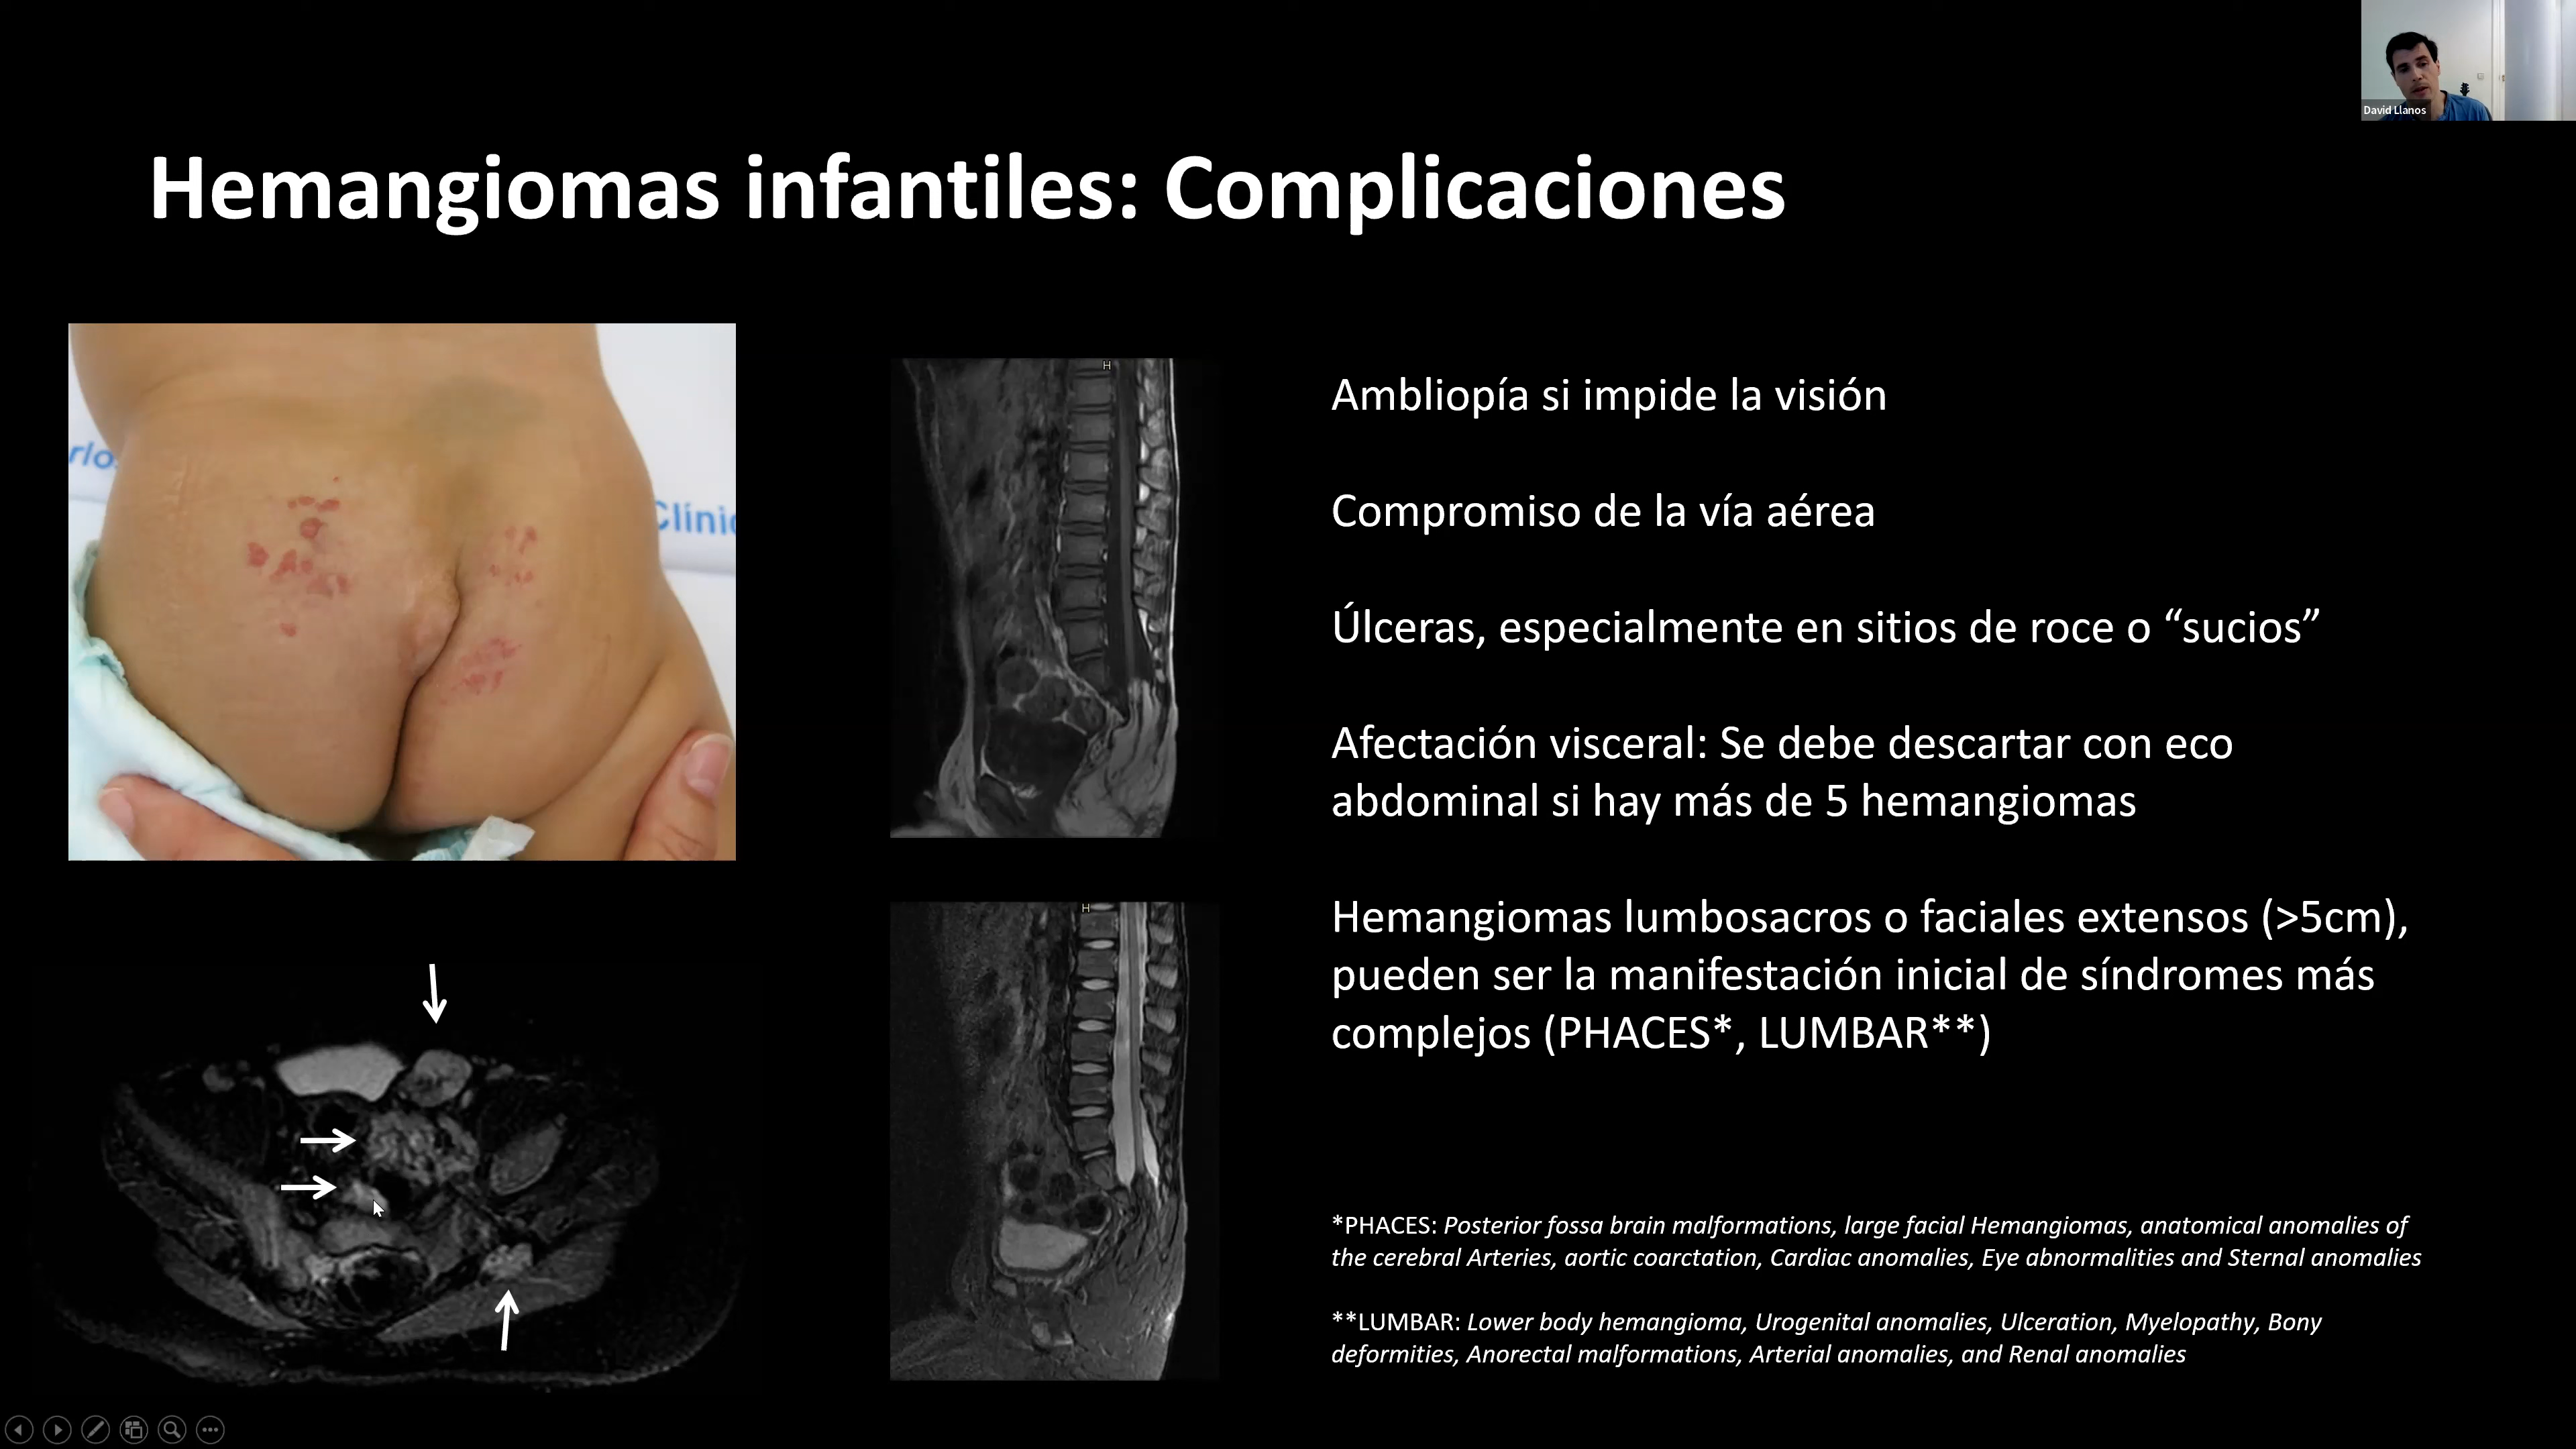 David Llanos
Hemangiomas infantiles: Complicaciones
rlo
Clínic
H
H
Ambliopía si impide la visión
Compromiso de la vía aérea
Úlceras, especialmente en sitios de roce o “sucios”
Afectación visceral: Se debe descartar con eco
abdominal si hay más de 5 hemangiomas
Hemangiomas lumbosacros o faciales extensos (>5cm),
pueden ser la manifestación inicial de síndromes más
complejos (PHACES*, LUMBAR**)
*PHACES: Posterior fossa brain malformations, large facial Hemangiomas, anatomical anomalies of
the cerebral Arteries, aortic coarctation, Cardiac anomalies, Eye abnormalities and Sternal anomalies
**LUMBAR: Lower body hemangioma, Urogenital anomalies, Ulceration, Myelopathy, Bony
deformities, Anorectal malformations, Arterial anomalies, and Renal anomalies